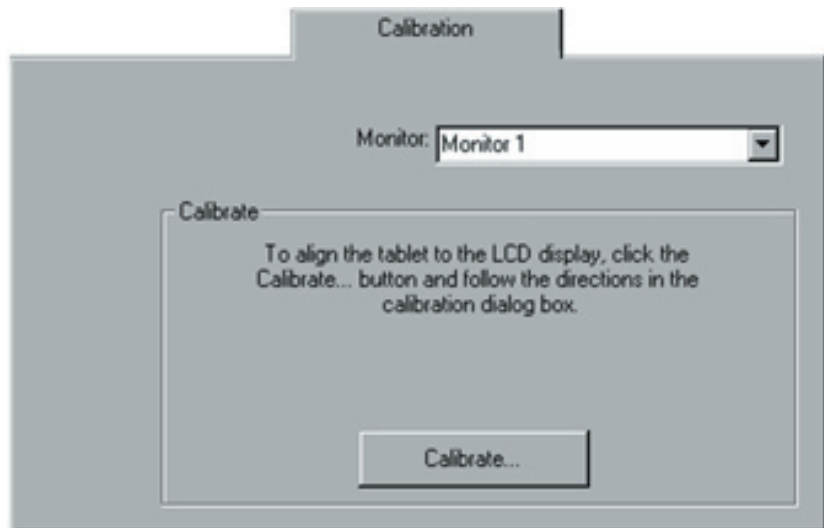 Calibration
Monitor: Monitor 1
Calibrate
To align the tablet to the LCD display, click the
Calibrate... button and follow the directions in the
calibration dialog box.
Calibrate...